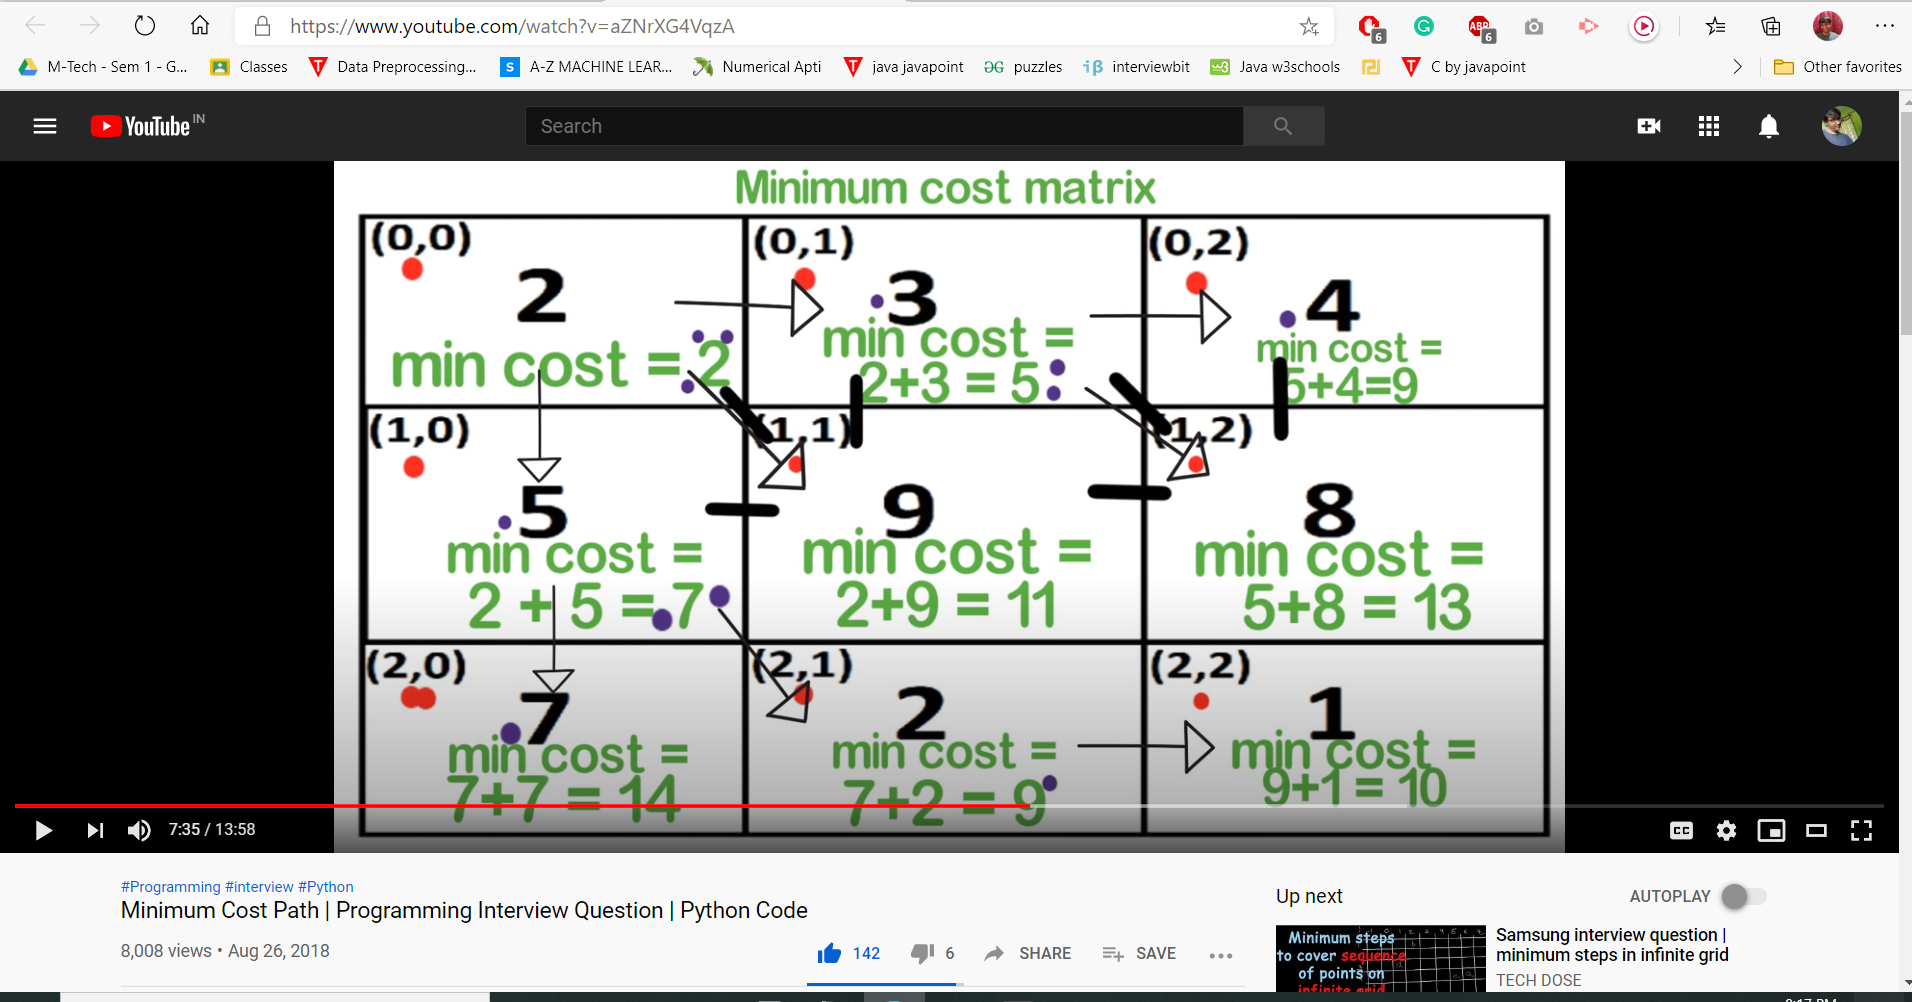 https://www.youtube.com/watch?v=aZNrXG4VqzA
6
ABP
6
M-Tech - Sem 1 - G...
Classes
Data Preprocessing...
A-Z MACHINE LEAR...
Numerical Apti
java javapoint
puzzles
interviewbit
Java w3schools
C by javapoint
Other favorites
YouTube IN
Search
Minimum cost matrix
(0,0)
2
min cost = 2
(0,1)
3
min cost =
2+3 = 5
(0,2)
4
min cost =
5+4=9
(1,0)
5
min cost =
2 + 5 = 7
(1,1)
9
min cost =
2+9 = 11
(1,2)
8
min cost =
5+8 = 13
(2,0)
7
min cost =
7+7 = 14
(2,1)
2
min cost =
7+2 = 9
(2,2)
1
min cost =
9+1 = 10
7:35 / 13:58
CC
#Programming #interview #Python
Minimum Cost Path | Programming Interview Question | Python Code
8,008 views • Aug 26, 2018
142
6
SHARE
SAVE
Up next
AUTOPLAY
Minimum steps
to cover sequence
of points on
infinite grid
Samsung interview question |
minimum steps in infinite grid
TECH DOSE